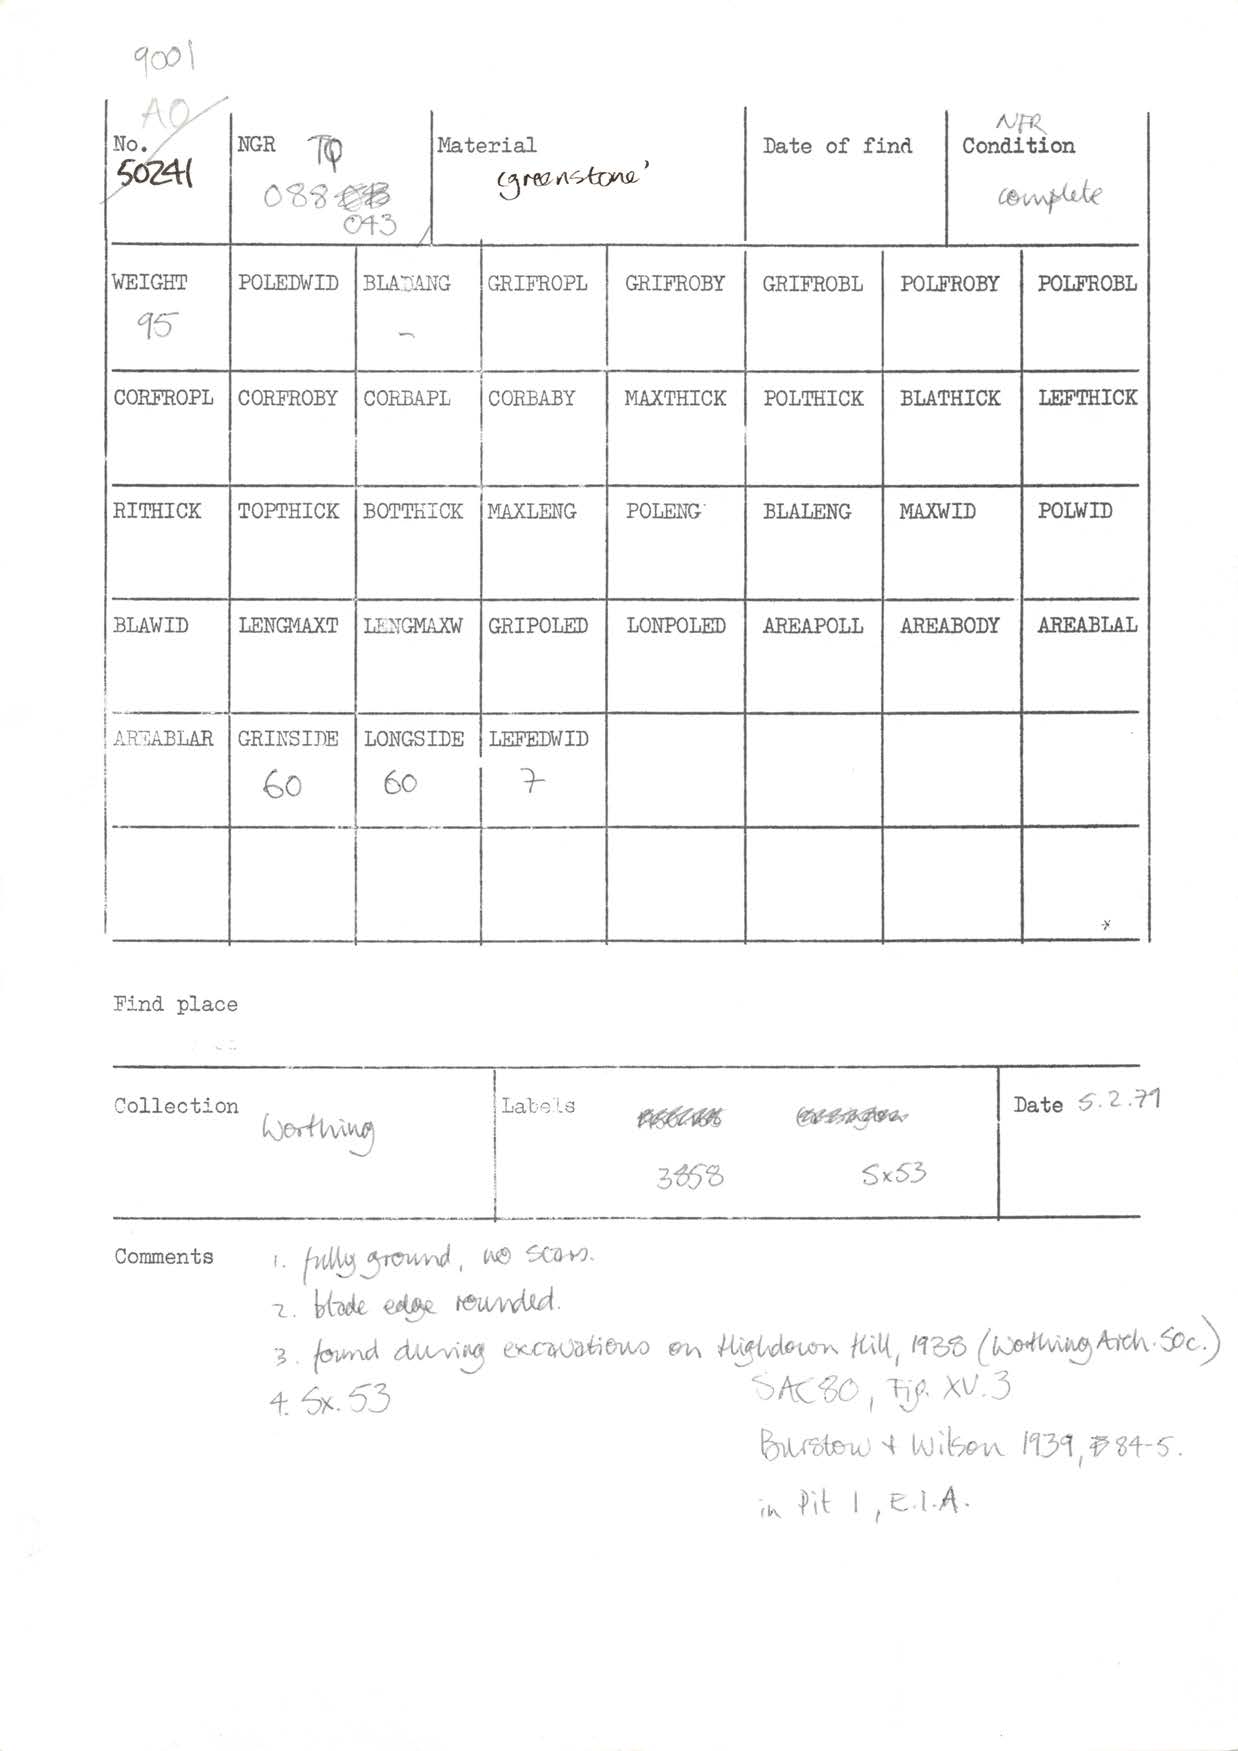 9001
AO
No.
50241
NGR TQ
088
043
Material
'greenstone'
Date of find
NFR
Condition
complete
WEIGHT POLEDWID BLADANG GRIFROPL GRIFROBY GRIFROBL POLFROBY POLFROBL
95 -
CORFROPL CORFROBY CORBAPL CORBABY MAXTHICK POLTHICK BLATHICK LEFTHICK
RITHICK TOPTHICK BOTTHICK MAXLENG POLENG BLALENG MAXWID POLWID
BLAWID LENGMAXT LENGMAXW GRIPOLED LONPOLED AREAPOLL AREABODY AREABLAL
AREABLAR GRINSIDE LONGSIDE LEFEDWID
60 60 7
Find place
Collection
Worthing
Labels
3858 Sx53
Date 5.2.79
Comments
1. fully ground, no scars.
2. blade edge rounded.
3. found during excavations on Highdown Hill, 1938 (Worthing Arch. Soc.)
4. Sx. 53
SAC 80, Fig. XV.3
Burstow + Wilson 1939, 84-5.
in Pit 1, E.I.A.